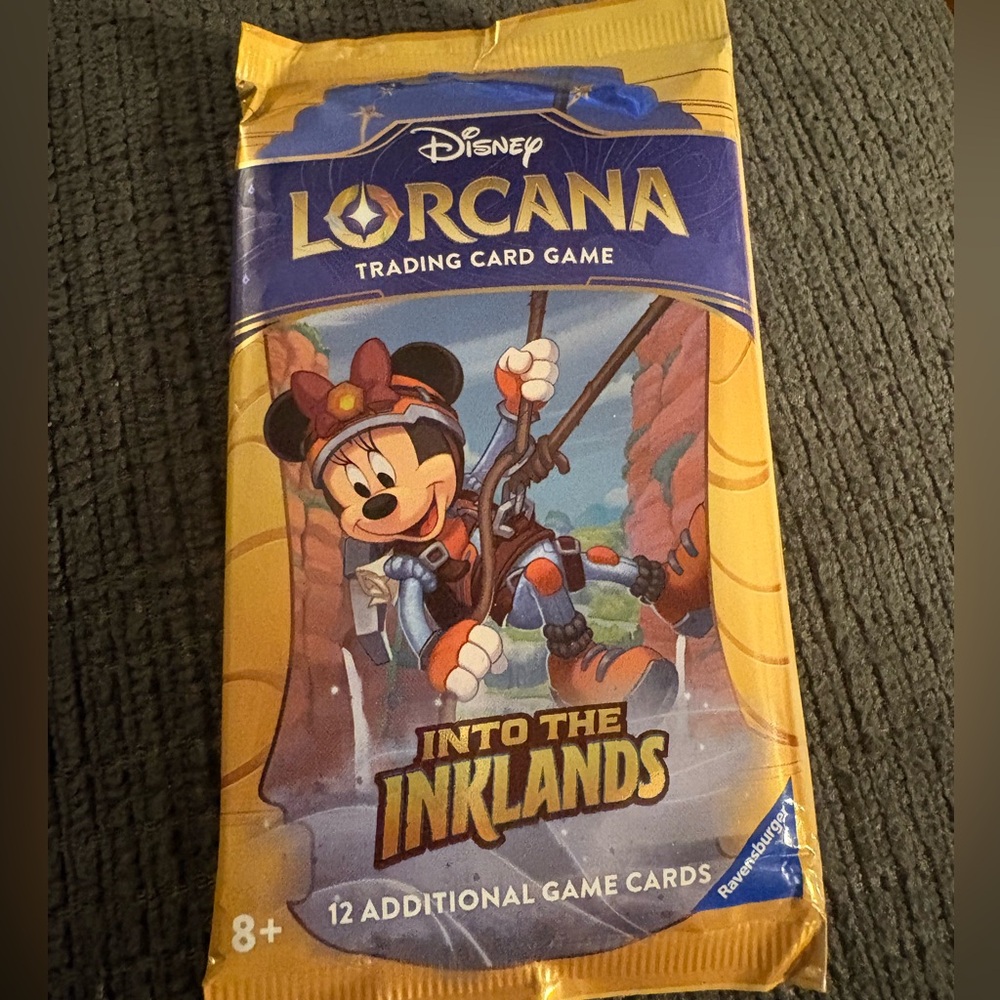 Disney
LORCANA
TRADING CARD GAME
INTO THE
INKLANDS
12 ADDITIONAL GAME CARDS
Ravensburger
8+